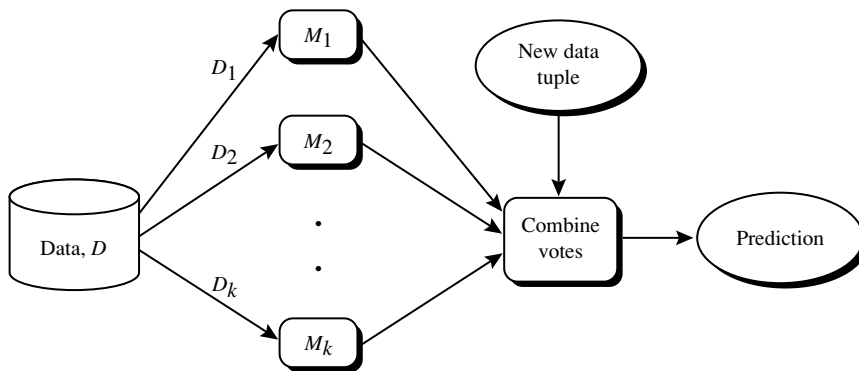 M1
New data
tuple
D1
D2
M2
Data, D
Combine
votes
Prediction
Dk
Mk